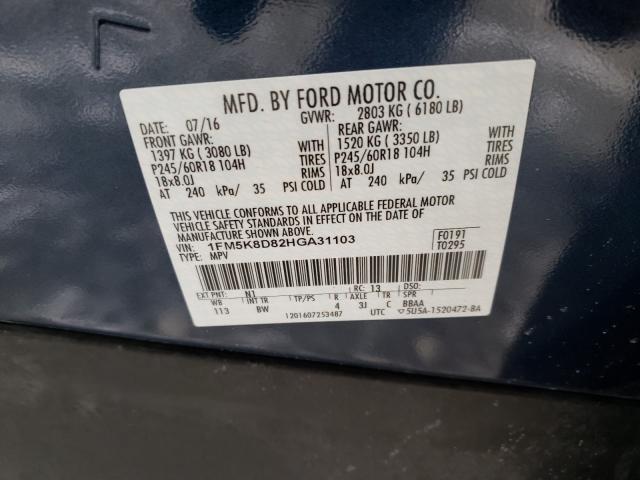 MFD. BY FORD MOTOR CO.
DATE: 07/16 GVWR: 2803 KG ( 6180 LB)
FRONT GAWR: REAR GAWR:
1397 KG ( 3080 LB) WITH 1520 KG ( 3350 LB) WITH
P245/60R18 104H TIRES P245/60R18 104H TIRES
18x8.0J RIMS 18x8.0J RIMS
AT 240 kPa/ 35 PSI COLD AT 240 kPa/ 35 PSI COLD
THIS VEHICLE CONFORMS TO ALL APPLICABLE FEDERAL MOTOR
VEHICLE SAFETY STANDARDS IN EFFECT ON THE DATE OF
MANUFACTURE SHOWN ABOVE.
VIN: 1FM5K8D82HGA31103 F0191
TYPE: MPV T0295
EXT PNT: N1 RC: 13 DSO:
WB INT TR TP/PS R AXLE TR SPR
113 BW 4 3J C BBAA
1201607253487 UTC ▽5U5A-1520472-BA